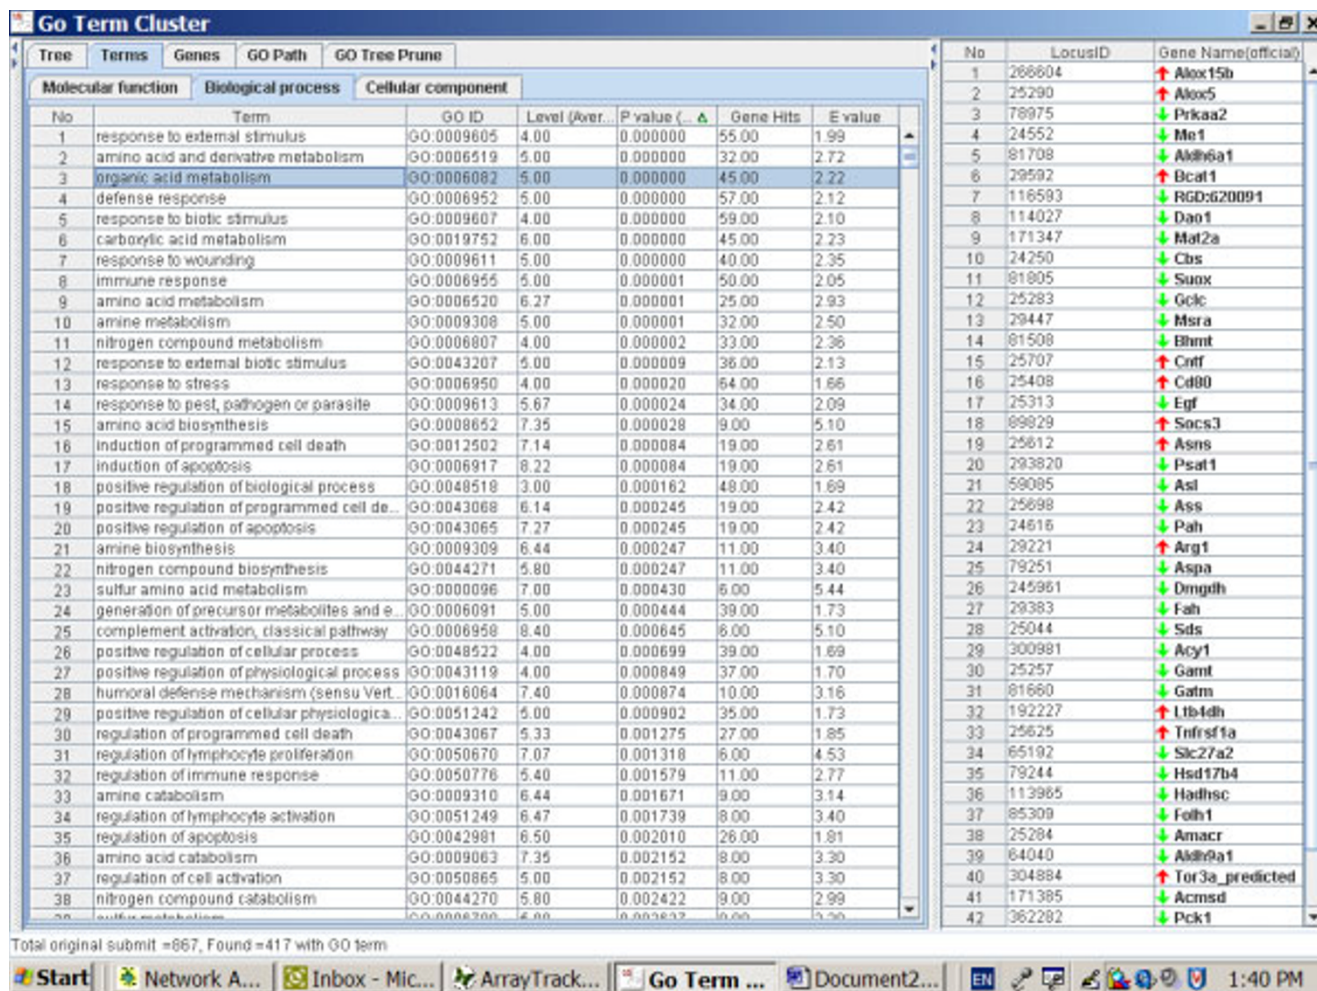 Go Term Cluster
Tree Terms Genes GO Path GO Tree Prune
Molecular function Biological process Cellular component
No Term GO ID Level (Aver... P value (... Gene Hits E value
1 response to external stimulus GO:0009605 4.00 0.000000 55.00 1.99
2 amino acid and derivative metabolism GO:0006519 5.00 0.000000 32.00 2.72
3 organic acid metabolism GO:0006082 5.00 0.000000 45.00 2.22
4 defense response GO:0006952 5.00 0.000000 57.00 2.12
5 response to biotic stimulus GO:0009607 4.00 0.000000 59.00 2.10
6 carboxylic acid metabolism GO:0019752 6.00 0.000000 45.00 2.23
7 response to wounding GO:0009611 5.00 0.000000 40.00 2.35
8 immune response GO:0006955 5.00 0.000001 50.00 2.05
9 amino acid metabolism GO:0006520 6.27 0.000001 25.00 2.93
10 amine metabolism GO:0009308 5.00 0.000001 32.00 2.50
11 nitrogen compound metabolism GO:0006807 4.00 0.000002 33.00 2.36
12 response to external biotic stimulus GO:0043207 5.00 0.000009 36.00 2.13
13 response to stress GO:0006950 4.00 0.000020 64.00 1.66
14 response to pest, pathogen or parasite GO:0009613 5.67 0.000024 34.00 2.09
15 amino acid biosynthesis GO:0008652 7.35 0.000028 9.00 5.10
16 induction of programmed cell death GO:0012502 7.14 0.000084 19.00 2.61
17 induction of apoptosis GO:0006917 8.22 0.000084 19.00 2.61
18 positive regulation of biological process GO:0048518 3.00 0.000162 48.00 1.69
19 positive regulation of programmed cell de... GO:0043068 6.14 0.000245 19.00 2.42
20 positive regulation of apoptosis GO:0043065 7.27 0.000245 19.00 2.42
21 amine biosynthesis GO:0009309 6.44 0.000247 11.00 3.40
22 nitrogen compound biosynthesis GO:0044271 5.80 0.000247 11.00 3.40
23 sulfur amino acid metabolism GO:0000096 7.00 0.000430 6.00 5.44
24 generation of precursor metabolites and e... GO:0006091 5.00 0.000444 39.00 1.73
25 complement activation, classical pathway GO:0006958 8.40 0.000645 6.00 5.10
26 positive regulation of cellular process GO:0048522 4.00 0.000699 39.00 1.69
27 positive regulation of physiological process GO:0043119 4.00 0.000849 37.00 1.70
28 humoral defense mechanism (sensu Vert... GO:0016064 7.40 0.000874 10.00 3.16
29 positive regulation of cellular physiologica... GO:0051242 5.00 0.000902 35.00 1.73
30 regulation of programmed cell death GO:0043067 5.33 0.001275 27.00 1.85
31 regulation of lymphocyte proliferation GO:0050670 7.07 0.001318 6.00 4.53
32 regulation of immune response GO:0050776 5.40 0.001579 11.00 2.77
33 amine catabolism GO:0009310 6.44 0.001671 9.00 3.14
34 regulation of lymphocyte activation GO:0051249 6.47 0.001739 8.00 3.40
35 regulation of apoptosis GO:0042981 6.50 0.002010 26.00 1.81
36 amino acid catabolism GO:0009063 7.35 0.002152 8.00 3.30
37 regulation of cell activation GO:0050865 5.00 0.002152 8.00 3.30
38 nitrogen compound catabolism GO:0044270 5.80 0.002422 9.00 2.99
No LocusID Gene Name(official)
1 266604 Alox15b
2 25290 Alox5
3 78975 Prkaa2
4 24552 Me1
5 81708 Aldh6a1
6 29592 Bcat1
7 116593 RGD:620091
8 114027 Dao1
9 171347 Mat2a
10 24250 Cbs
11 81805 Suox
12 25283 Gclc
13 29447 Msra
14 81508 Bhmt
15 25707 Cntf
16 25408 Cd80
17 25313 Egf
18 89829 Socs3
19 25612 Asns
20 293820 Psat1
21 59085 Asl
22 25698 Ass
23 24616 Pah
24 29221 Arg1
25 79251 Aspa
26 245961 Dmgdh
27 29383 Fah
28 25044 Sds
29 300981 Acy1
30 25257 Gamt
31 81660 Gatm
32 192227 Ltb4dh
33 25625 Tnfrsf1a
34 65192 Slc27a2
35 79244 Hsd17b4
36 113965 Hadhsc
37 85309 Folh1
38 25284 Amacr
39 64040 Aldh9a1
40 304884 Tor3a_predicted
41 171385 Acmsd
42 362282 Pck1
Total original submit =867, Found =417 with GO term
Start Network A... Inbox - Mic... ArrayTrack... Go Term ... Document2... EN 1:40 PM